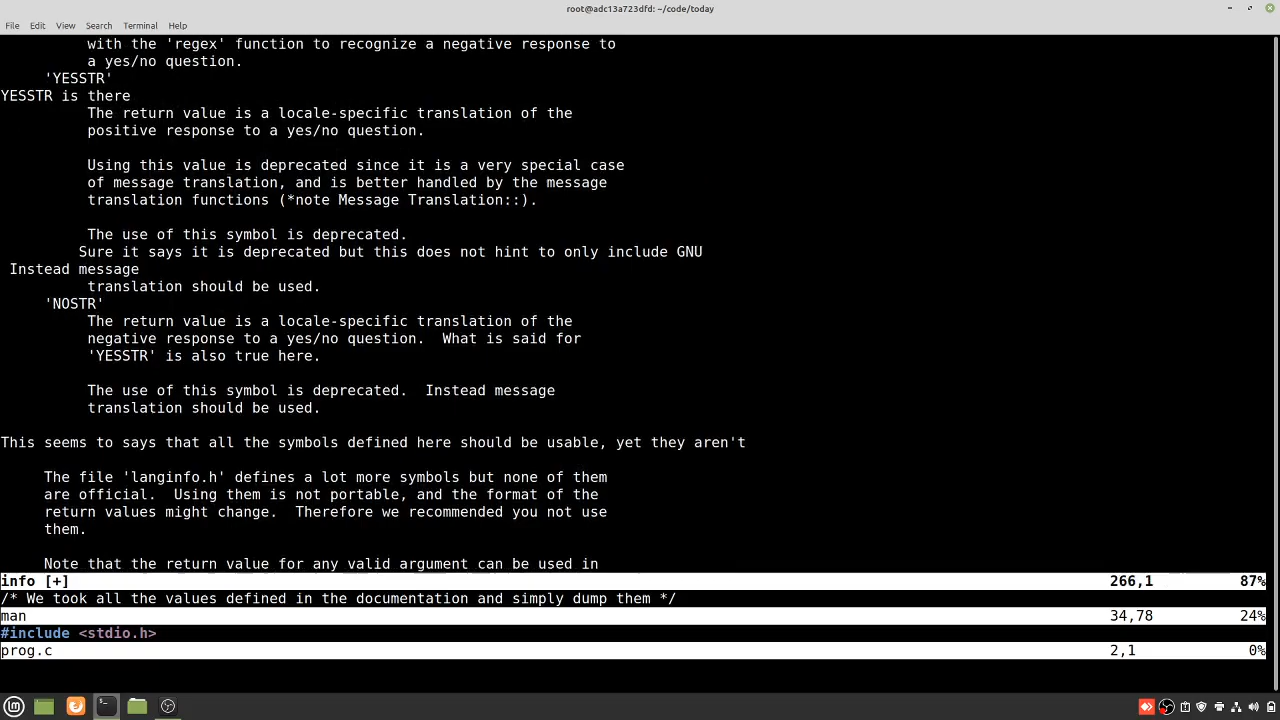 root@adc13a723dfd: ~/code/today
File Edit View Search Terminal Help
with the 'regex' function to recognize a negative response to
a yes/no question.
'YESSTR'
YESSTR is there
The return value is a locale-specific translation of the
positive response to a yes/no question.
Using this value is deprecated since it is a very special case
of message translation, and is better handled by the message
translation functions (*note Message Translation::).
The use of this symbol is deprecated.
Sure it says it is deprecated but this does not hint to only include GNU
Instead message
translation should be used.
'NOSTR'
The return value is a locale-specific translation of the
negative response to a yes/no question.  What is said for
'YESSTR' is also true here.
The use of this symbol is deprecated.  Instead message
translation should be used.
This seems to says that all the symbols defined here should be usable, yet they aren't
The file 'langinfo.h' defines a lot more symbols but none of them
are official.  Using them is not portable, and the format of the
return values might change.  Therefore we recommended you not use
them.
Note that the return value for any valid argument can be used in
info [+] 266,1 87%
/* We took all the values defined in the documentation and simply dump them */
man 34,78 24%
#include <stdio.h>
prog.c 2,1 0%